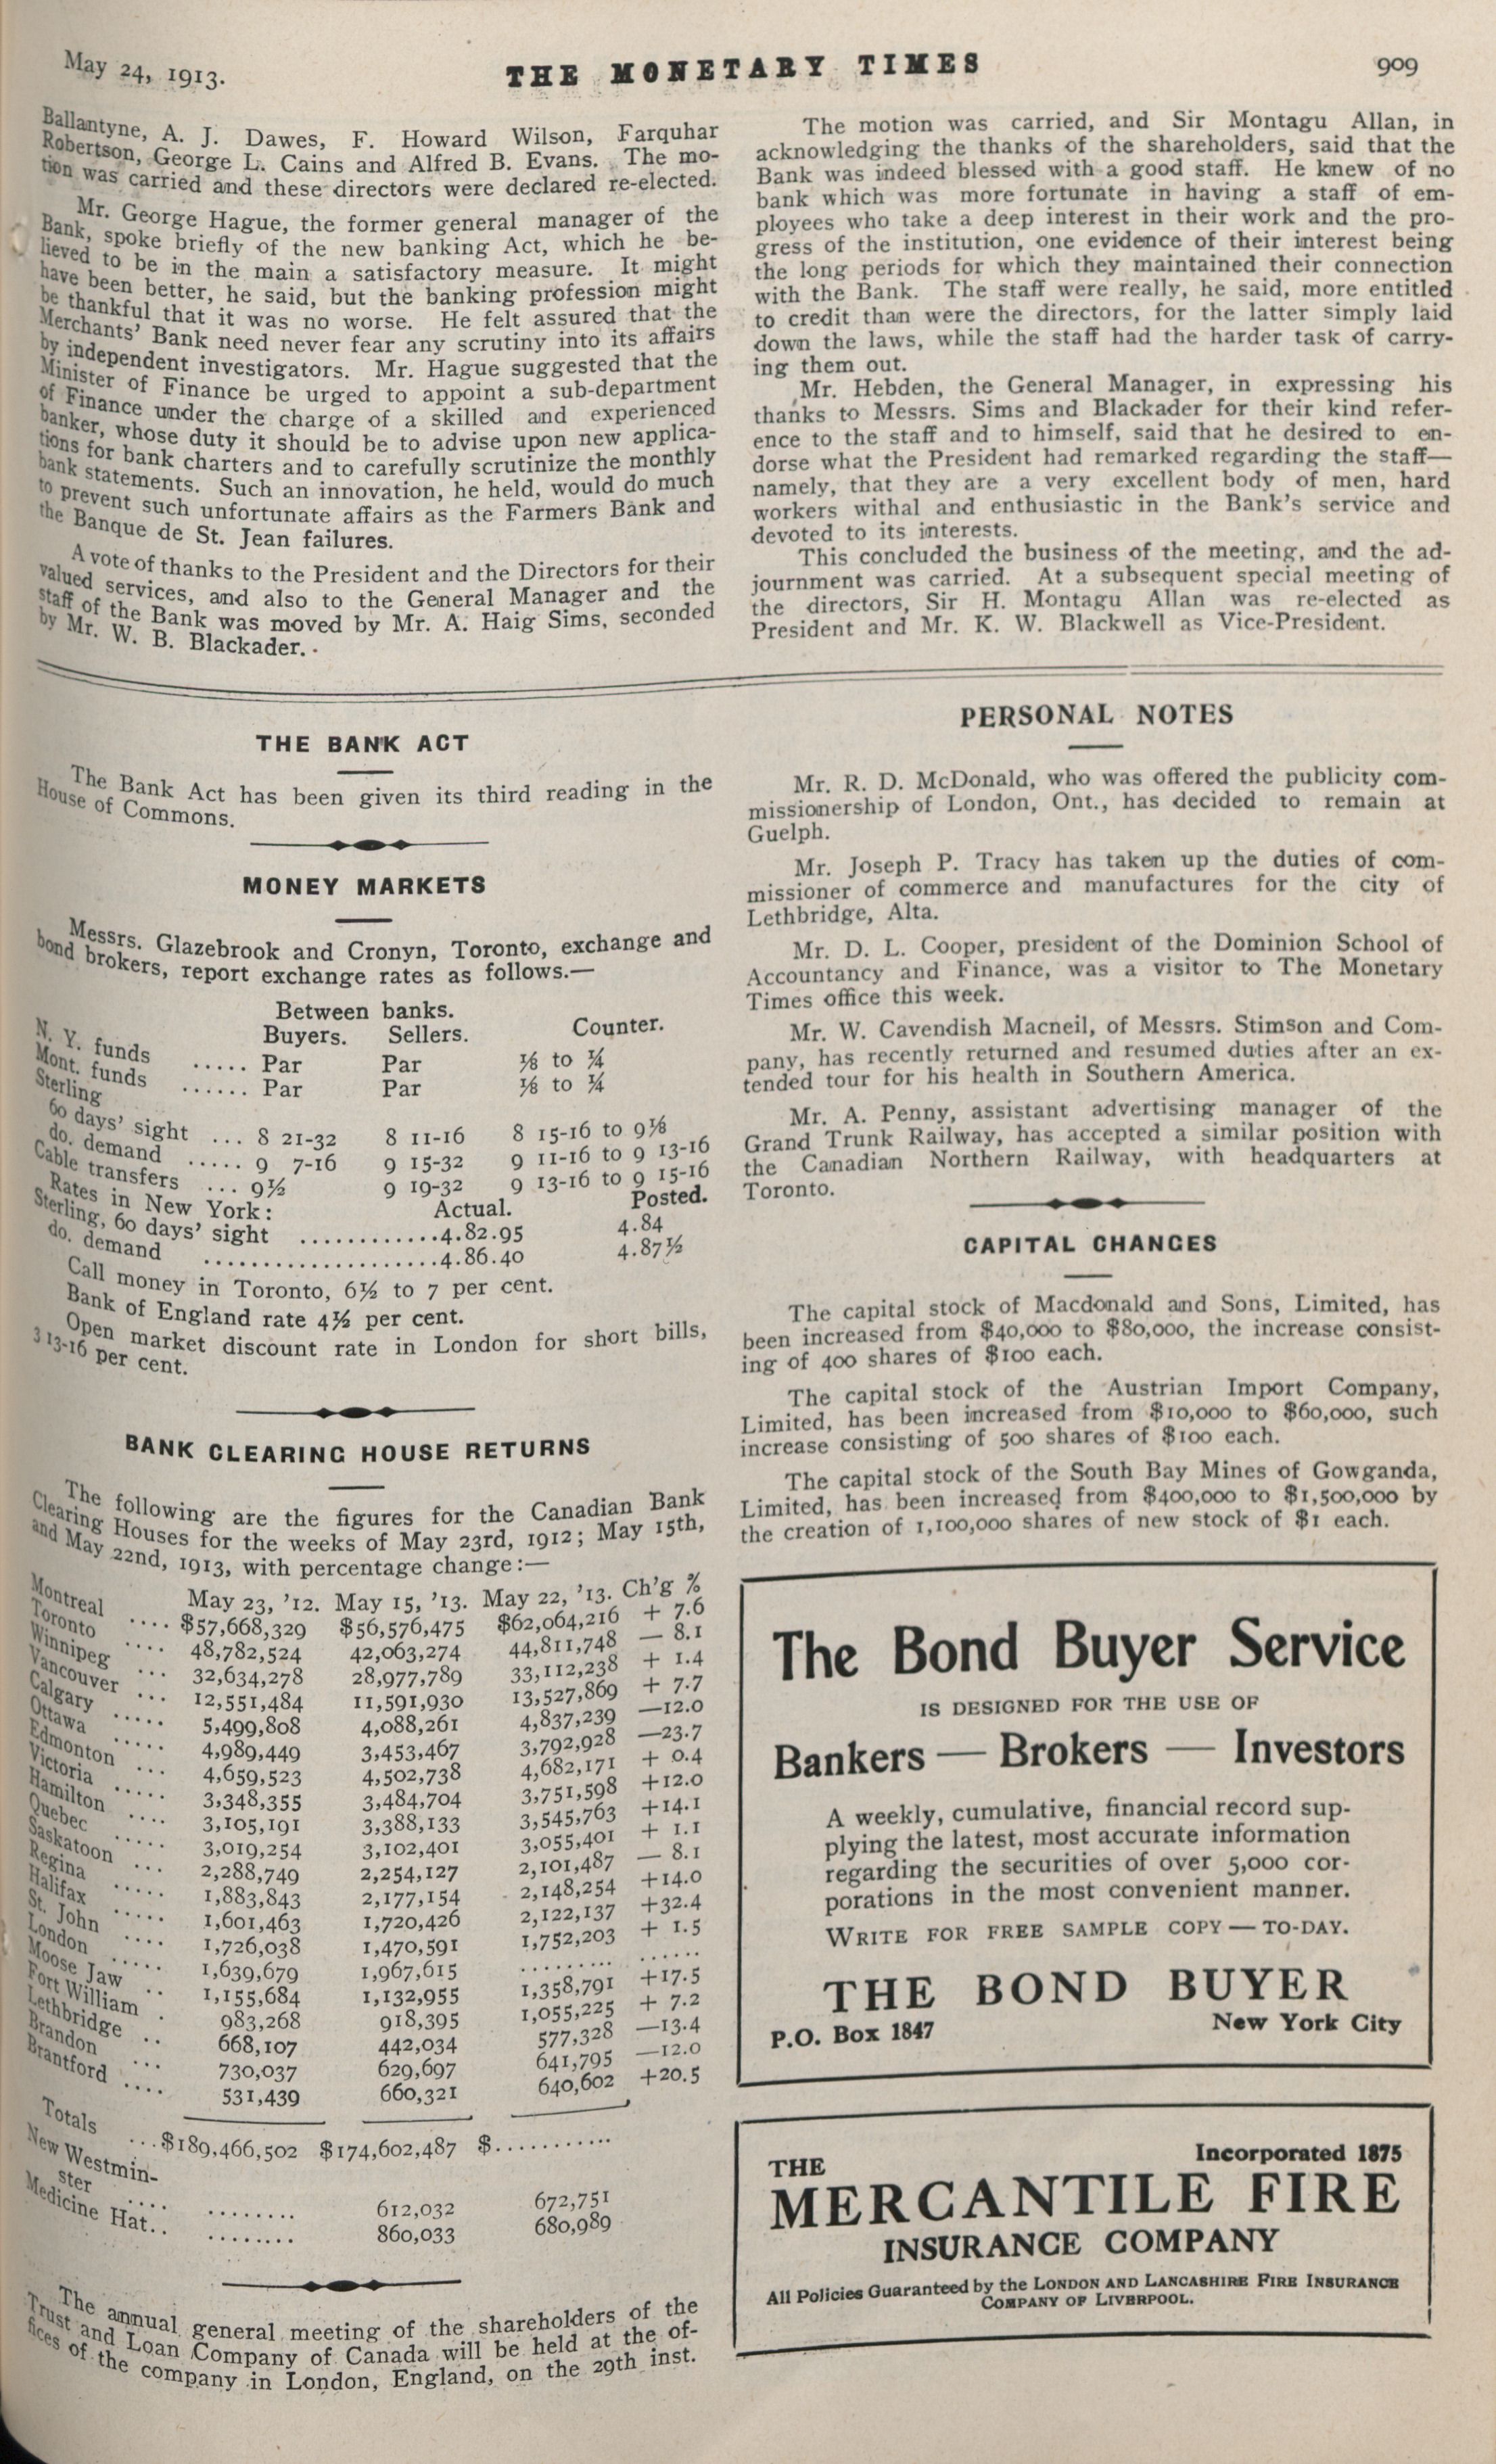 May 24, 1913.
THE MONETARY TIMES
909
Ballantyne, A. J. Dawes, F. Howard Wilson, Farquhar
Robertson, George L. Cains and Alfred B. Evans. The mo-
tion was carried and these directors were declared re-elected.
Mr. George Hague, the former general manager of the
Bank, spoke briefly of the new banking Act, which he be-
lieved to be in the main a satisfactory measure. It might
have been better, he said, but the banking profession might
be thankful that it was no worse. He felt assured that the
Merchants' Bank need never fear any scrutiny into its affairs
by independent investigators. Mr. Hague suggested that the
Minister of Finance be urged to appoint a sub-department
of Finance under the charge of a skilled and experienced
banker, whose duty it should be to advise upon new applica-
tions for bank charters and to carefully scrutinize the monthly
bank statements. Such an innovation, he held, would do much
to prevent such unfortunate affairs as the Farmers Bank and
the Banque de St. Jean failures.
A vote of thanks to the President and the Directors for their
valued services, and also to the General Manager and the
staff of the Bank was moved by Mr. A. Haig Sims, seconded
by Mr. W. B. Blackader.
The motion was carried, and Sir Montagu Allan, in
acknowledging the thanks of the shareholders, said that the
Bank was indeed blessed with a good staff. He knew of no
bank which was more fortunate in having a staff of em-
ployees who take a deep interest in their work and the pro-
gress of the institution, one evidence of their interest being
the long periods for which they maintained their connection
with the Bank. The staff were really, he said, more entitled
to credit than were the directors, for the latter simply laid
down the laws, while the staff had the harder task of carry-
ing them out.
Mr. Hebden, the General Manager, in expressing his
thanks to Messrs. Sims and Blackader for their kind refer-
ence to the staff and to himself, said that he desired to en-
dorse what the President had remarked regarding the staff—
namely, that they are a very excellent body of men, hard
workers withal and enthusiastic in the Bank's service and
devoted to its interests.
This concluded the business of the meeting, and the ad-
journment was carried. At a subsequent special meeting of
the directors, Sir H. Montagu Allan was re-elected as
President and Mr. K. W. Blackwell as Vice-President.
THE BANK ACT
The Bank Act has been given its third reading in the
House of Commons.
MONEY MARKETS
Messrs. Glazebrook and Cronyn, Toronto, exchange and
bond brokers, report exchange rates as follows.—
Between banks.
Buyers. Sellers. Counter.
N. Y. funds ..... Par Par ⅛ to ¼
Mont. funds ...... Par Par ⅛ to ¼
Sterling
60 days' sight ... 8 21-32 8 11-16 8 15-16 to 9⅛
do. demand ..... 9 7-16 9 15-32 9 11-16 to 9 13-16
Cable transfers ... 9½ 9 19-32 9 13-16 to 9 15-16
Rates in New York: Actual. Posted.
Sterling, 60 days' sight ............4.82.95 4.84
do. demand ....................4.86.40 4.87½
Call money in Toronto, 6½ to 7 per cent.
Bank of England rate 4½ per cent.
Open market discount rate in London for short bills,
3 13-16 per cent.
BANK CLEARING HOUSE RETURNS
The following are the figures for the Canadian Bank
Clearing Houses for the weeks of May 23rd, 1912; May 15th,
and May 22nd, 1913, with percentage change:—
May 23, '12. May 15, '13. May 22, '13. Ch'g %
Montreal .... $57,668,329 $56,576,475 $62,064,216 + 7.6
Toronto .... 48,782,524 42,063,274 44,811,748 — 8.1
Winnipeg ... 32,634,278 28,977,789 33,112,238 + 1.4
Vancouver ... 12,551,484 11,591,930 13,527,869 + 7.7
Calgary ..... 5,499,808 4,088,261 4,837,239 —12.0
Ottawa ..... 4,989,449 3,453,467 3,792,928 —23.7
Edmonton ... 4,659,523 4,502,738 4,682,171 + 0.4
Victoria ..... 3,348,355 3,484,704 3,751,598 +12.0
Hamilton .... 3,105,191 3,388,133 3,545,763 +14.1
Quebec ..... 3,019,254 3,102,401 3,055,401 + 1.1
Saskatoon ... 2,288,749 2,254,127 2,101,487 — 8.1
Regina ..... 1,883,843 2,177,154 2,148,254 +14.0
Halifax ..... 1,601,463 1,720,426 2,122,137 +32.4
St. John .... 1,726,038 1,470,591 1,752,203 + 1.5
London ..... 1,639,679 1,967,615 ......... ......
Moose Jaw .. 1,155,684 1,132,955 1,358,791 +17.5
Fort William . 983,268 918,395 1,055,225 + 7.2
Lethbridge .. 668,107 442,034 577,328 —13.4
Brandon ... 730,037 629,697 641,795 —12.0
Brantford .... 531,439 660,321 640,602 +20.5
Totals ...$189,466,502 $174,602,487 $...........
New Westmin-
ster .... ........ 612,032 672,751
Medicine Hat.. ........ 860,033 680,989
The annual general meeting of the shareholders of the
Trust and Loan Company of Canada will be held at the of-
fices of the company in London, England, on the 29th inst.
PERSONAL NOTES
Mr. R. D. McDonald, who was offered the publicity com-
missionership of London, Ont., has decided to remain at
Guelph.
Mr. Joseph P. Tracy has taken up the duties of com-
missioner of commerce and manufactures for the city of
Lethbridge, Alta.
Mr. D. L. Cooper, president of the Dominion School of
Accountancy and Finance, was a visitor to The Monetary
Times office this week.
Mr. W. Cavendish Macneil, of Messrs. Stimson and Com-
pany, has recently returned and resumed duties after an ex-
tended tour for his health in Southern America.
Mr. A. Penny, assistant advertising manager of the
Grand Trunk Railway, has accepted a similar position with
the Canadian Northern Railway, with headquarters at
Toronto.
CAPITAL CHANGES
The capital stock of Macdonald and Sons, Limited, has
been increased from $40,000 to $80,000, the increase consist-
ing of 400 shares of $100 each.
The capital stock of the Austrian Import Company,
Limited, has been increased from $10,000 to $60,000, such
increase consisting of 500 shares of $100 each.
The capital stock of the South Bay Mines of Gowganda,
Limited, has been increased from $400,000 to $1,500,000 by
the creation of 1,100,000 shares of new stock of $1 each.
The Bond Buyer Service
IS DESIGNED FOR THE USE OF
Bankers — Brokers — Investors
A weekly, cumulative, financial record sup-
plying the latest, most accurate information
regarding the securities of over 5,000 cor-
porations in the most convenient manner.
WRITE FOR FREE SAMPLE COPY — TO-DAY.
THE BOND BUYER
P.O. Box 1847 New York City
THE Incorporated 1875
MERCANTILE FIRE
INSURANCE COMPANY
All Policies Guaranteed by the LONDON AND LANCASHIRE FIRE INSURANCE
COMPANY OF LIVERPOOL.